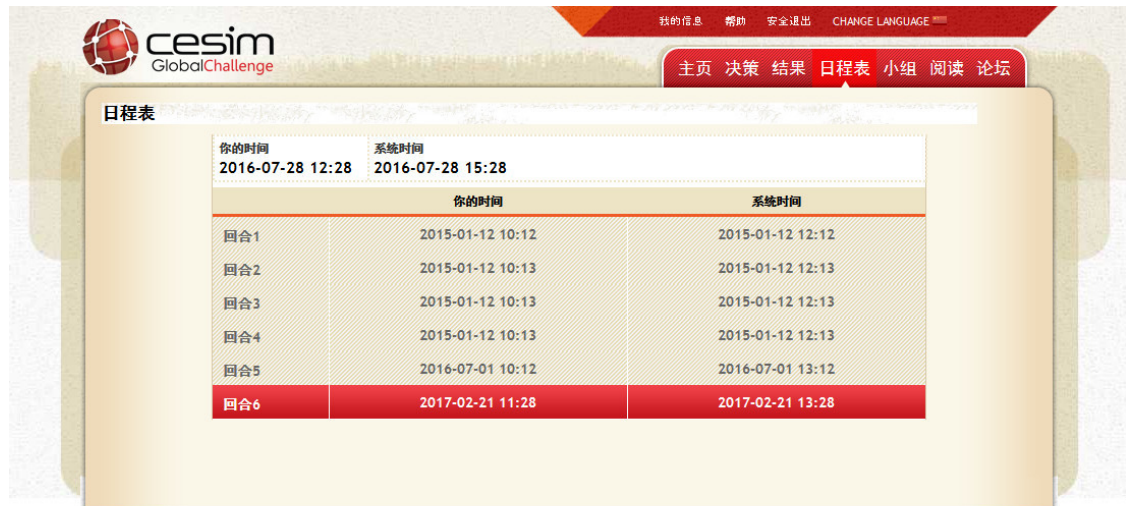 我的信息 帮助 安全退出 CHANGE LANGUAGE
cesim
GlobalChallenge
主页 决策 结果 日程表 小组 阅读 论坛
日程表
你的时间 系统时间
2016-07-28 12:28 2016-07-28 15:28
你的时间 系统时间
回合1 2015-01-12 10:12 2015-01-12 12:12
回合2 2015-01-12 10:13 2015-01-12 12:13
回合3 2015-01-12 10:13 2015-01-12 12:13
回合4 2015-01-12 10:13 2015-01-12 12:13
回合5 2016-07-01 10:12 2016-07-01 13:12
回合6 2017-02-21 11:28 2017-02-21 13:28